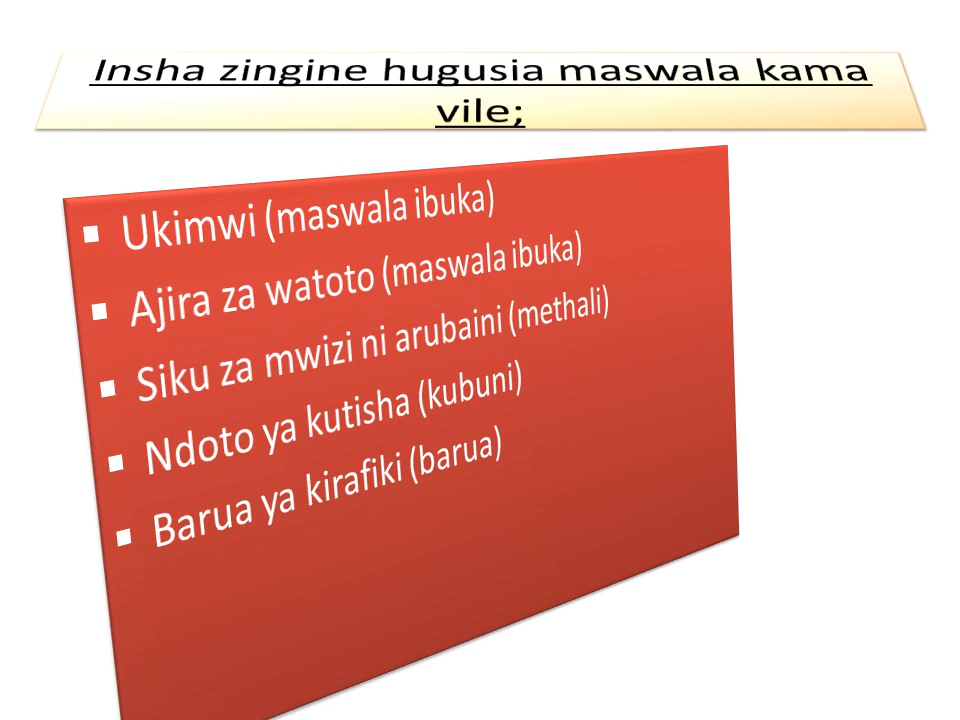 Insha zingine hugusia maswala kama
vile;
▪ Ukimwi (maswala ibuka)
▪ Ajira za watoto (maswala ibuka)
▪ Siku za mwizi ni arubaini (methali)
▪ Ndoto ya kutisha (kubuni)
▪ Barua ya kirafiki (barua)